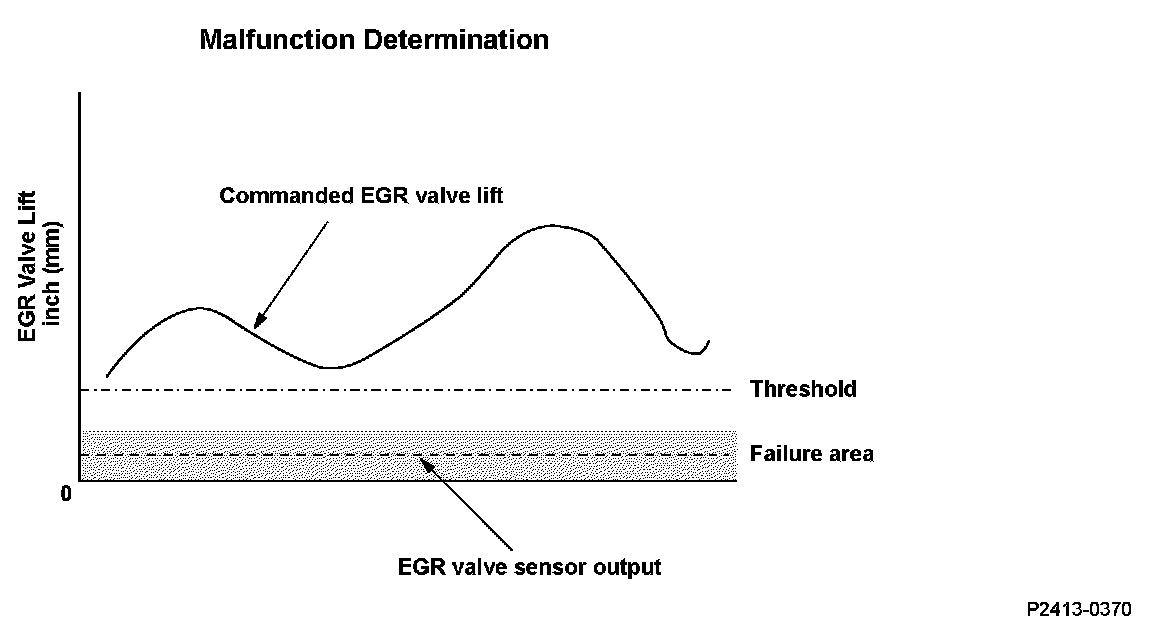 Malfunction Determination
EGR Valve Lift
inch (mm)
Commanded EGR valve lift
Threshold
Failure area
0
EGR valve sensor output
P2413-0370